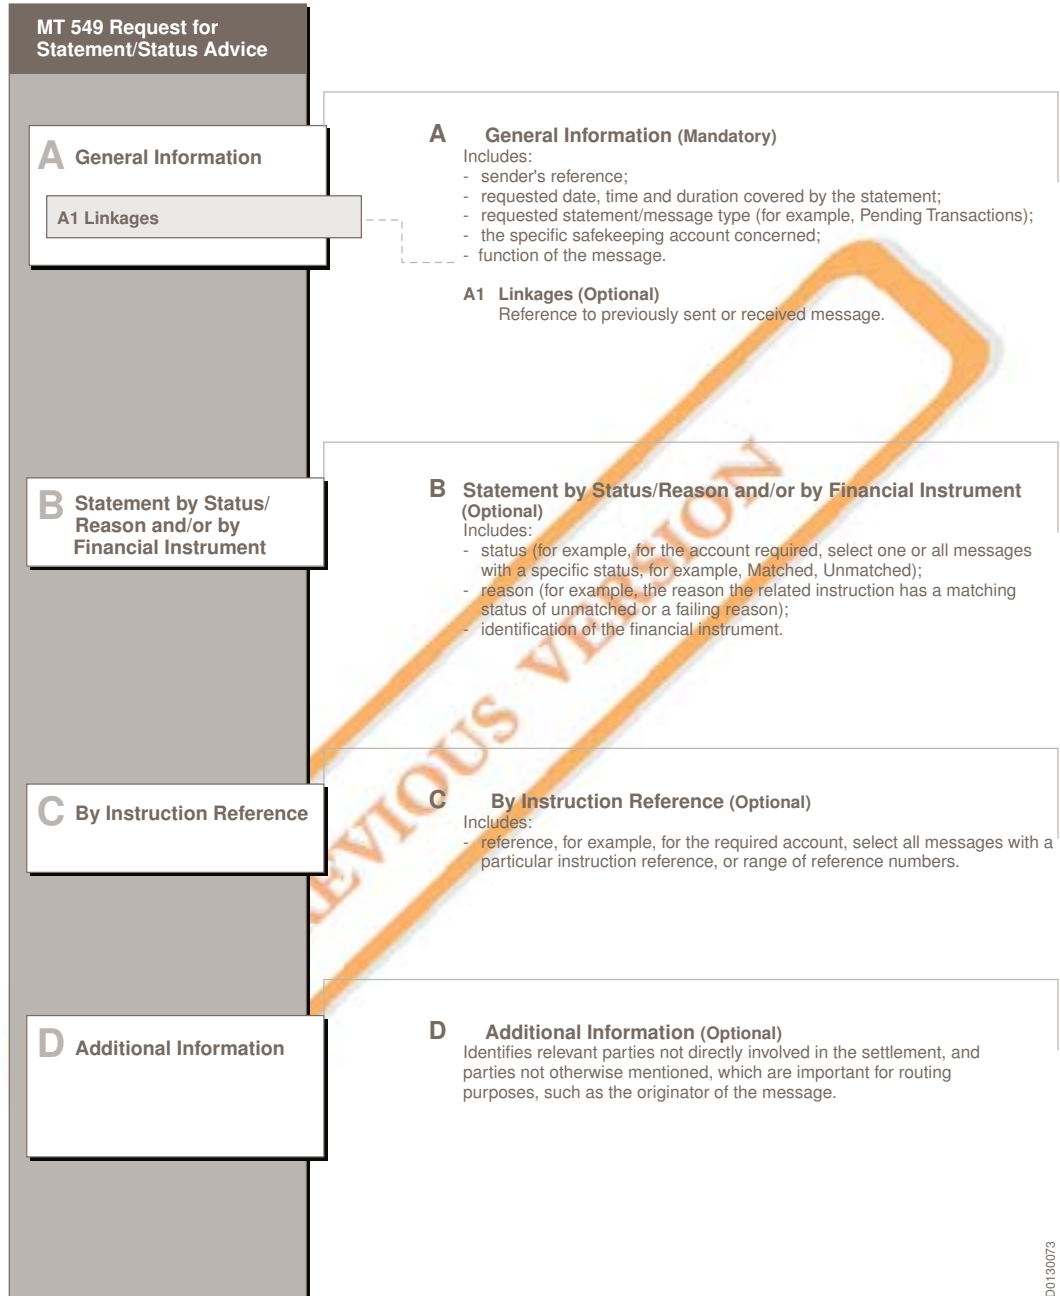 MT 549 Request for
Statement/Status Advice
A General Information
A1 Linkages
A General Information (Mandatory)
Includes:
- sender's reference;
- requested date, time and duration covered by the statement;
- requested statement/message type (for example, Pending Transactions);
- the specific safekeeping account concerned;
- function of the message.
A1 Linkages (Optional)
Reference to previously sent or received message.
B Statement by Status/
Reason and/or by
Financial Instrument
B Statement by Status/Reason and/or by Financial Instrument
(Optional)
Includes:
- status (for example, for the account required, select one or all messages
with a specific status, for example, Matched, Unmatched);
- reason (for example, the reason the related instruction has a matching
status of unmatched or a failing reason);
- identification of the financial instrument.
C By Instruction Reference
C By Instruction Reference (Optional)
Includes:
- reference, for example, for the required account, select all messages with a
particular instruction reference, or range of reference numbers.
D Additional Information
D Additional Information (Optional)
Identifies relevant parties not directly involved in the settlement, and
parties not otherwise mentioned, which are important for routing
purposes, such as the originator of the message.
REVIOUS VERSION
D0130073